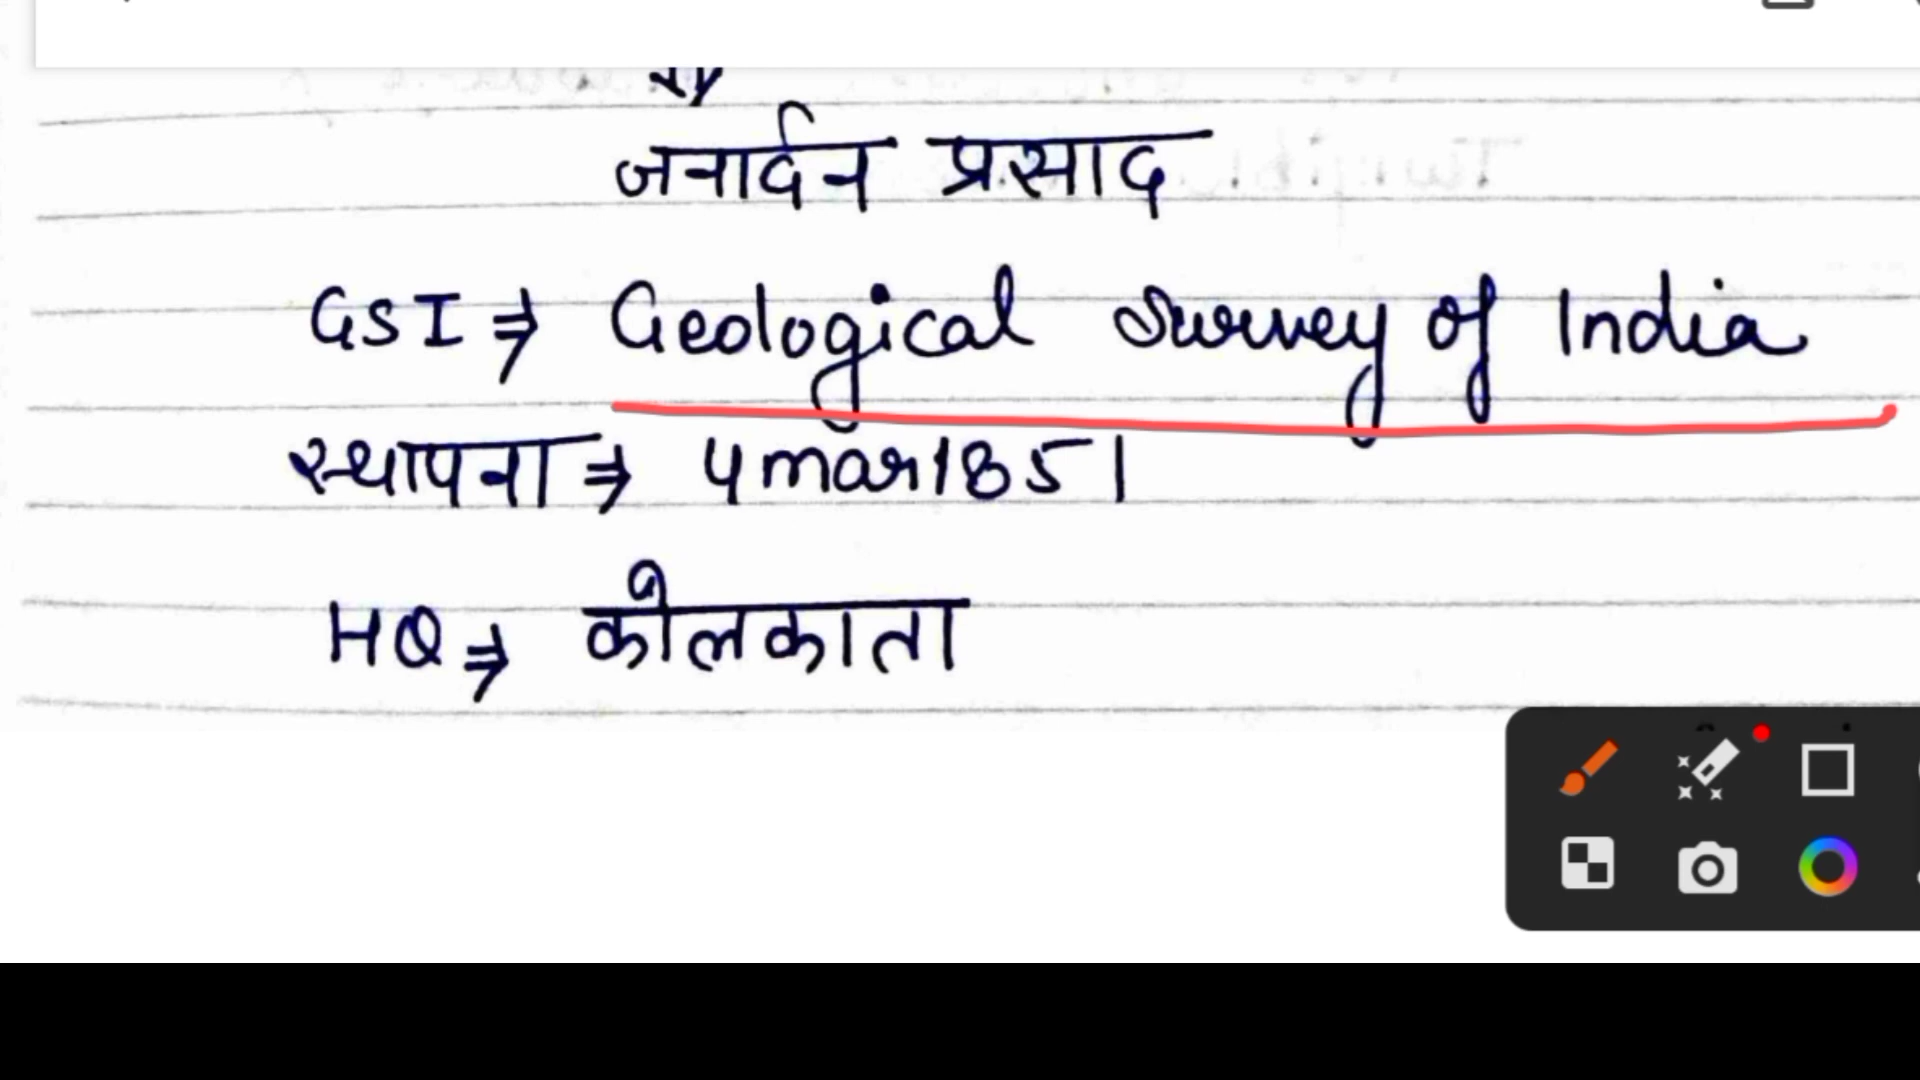 जनार्दन प्रसाद
GSI ⇒ Geological Survey of India
स्थापना ⇒ 4 mar 1851
HQ ⇒ कोलकाता